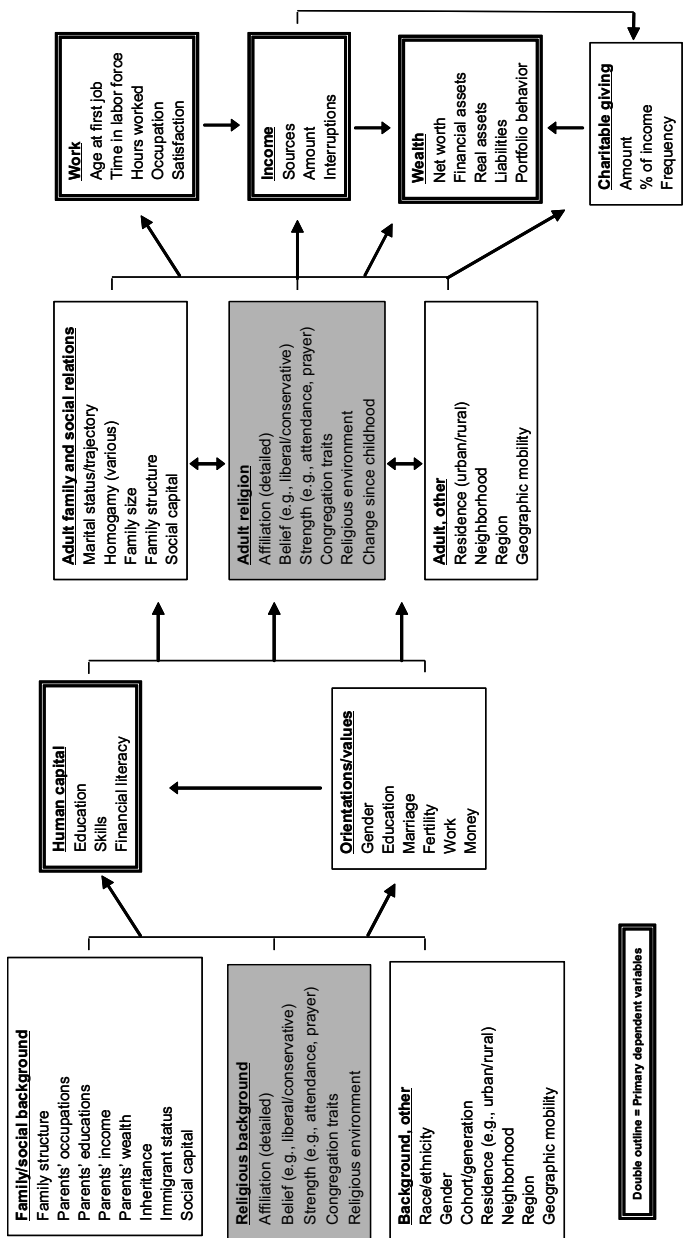 Family/social background
Family structure
Parents' occupations
Parents' educations
Parents' income
Parents' wealth
Inheritance
Immigrant status
Social capital
Religious background
Affiliation (detailed)
Belief (e.g., liberal/conservative)
Strength (e.g., attendance, prayer)
Congregation traits
Religious environment
Background, other
Race/ethnicity
Gender
Cohort/generation
Residence (e.g., urban/rural)
Neighborhood
Region
Geographic mobility
Human capital
Education
Skills
Financial literacy
Orientations/values
Gender
Education
Marriage
Fertility
Work
Money
Adult family and social relations
Marital status/trajectory
Homogamy (various)
Family size
Family structure
Social capital
Adult religion
Affiliation (detailed)
Belief (e.g., liberal/conservative)
Strength (e.g., attendance, prayer)
Congregation traits
Religious environment
Change since childhood
Adult, other
Residence (urban/rural)
Neighborhood
Region
Geographic mobility
Work
Age at first job
Time in labor force
Hours worked
Occupation
Satisfaction
Income
Sources
Amount
Interruptions
Wealth
Net worth
Financial assets
Real assets
Liabilities
Portfolio behavior
Charitable giving
Amount
% of income
Frequency
Double outline = Primary dependent variables